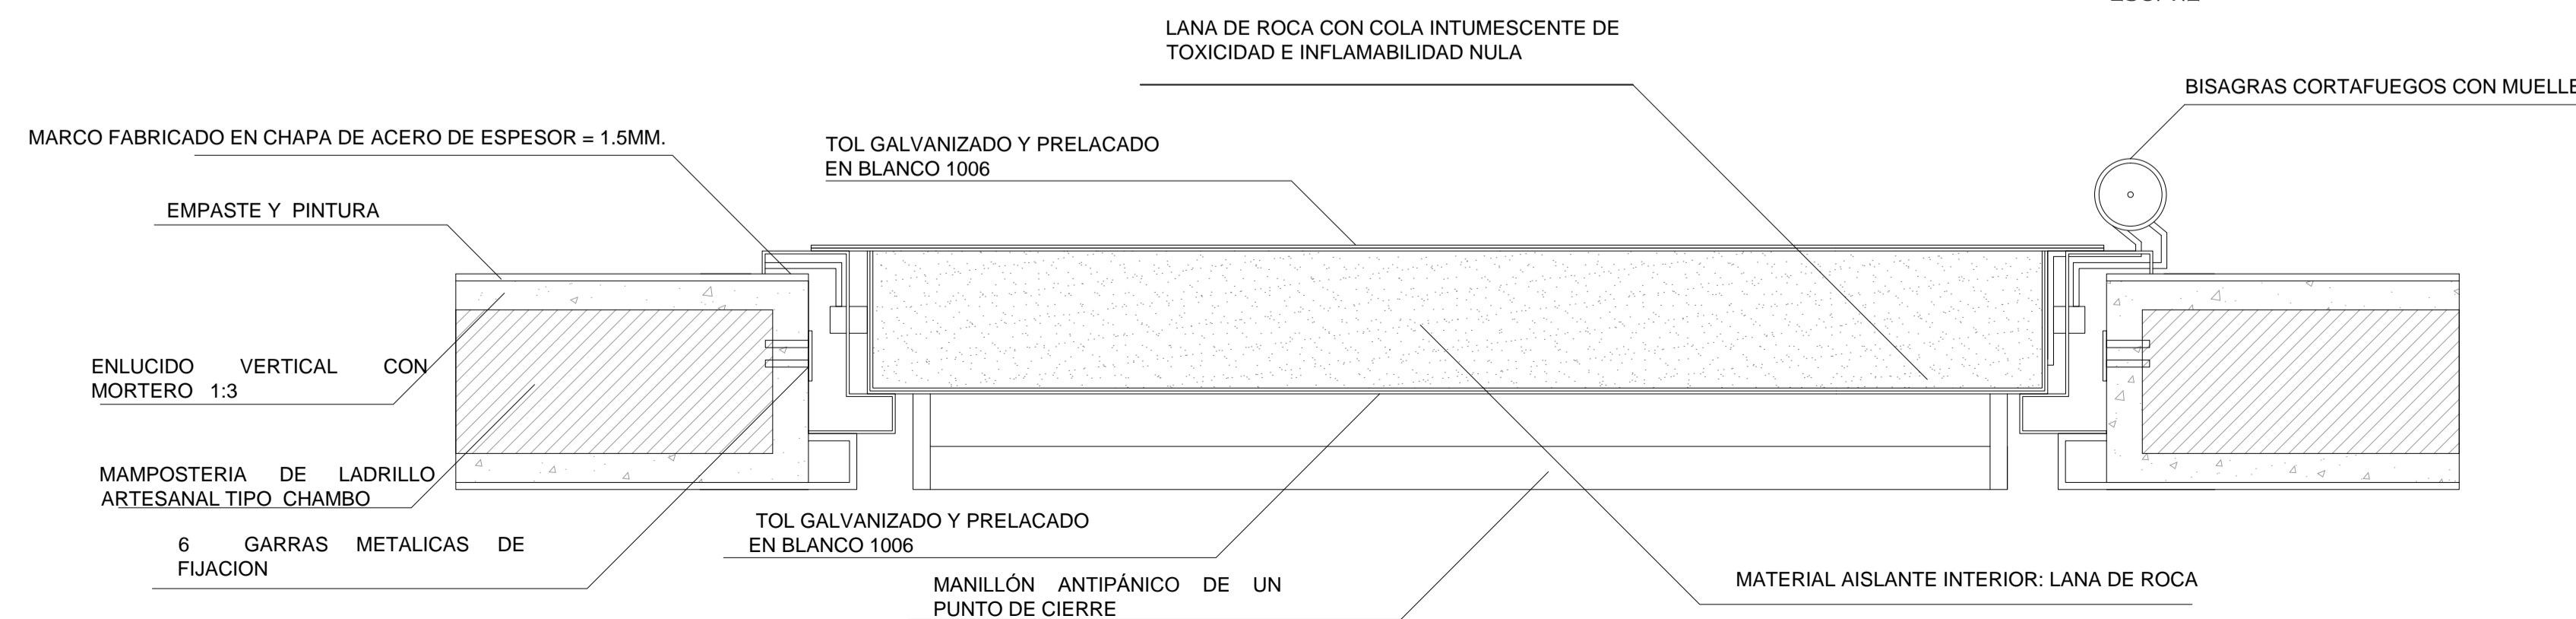 LANA DE ROCA CON COLA INTUMESCENTE DE
TOXICIDAD E INFLAMABILIDAD NULA
BISAGRAS CORTAFUEGOS CON MUELLE
MARCO FABRICADO EN CHAPA DE ACERO DE ESPESOR = 1.5MM.
TOL GALVANIZADO Y PRELACADO
EN BLANCO 1006
EMPASTE Y PINTURA
ENLUCIDO VERTICAL CON
MORTERO 1:3
MAMPOSTERIA DE LADRILLO
ARTESANAL TIPO CHAMBO
6 GARRAS METALICAS DE
FIJACION
TOL GALVANIZADO Y PRELACADO
EN BLANCO 1006
MANILLÓN ANTIPÁNICO DE UN
PUNTO DE CIERRE
MATERIAL AISLANTE INTERIOR: LANA DE ROCA